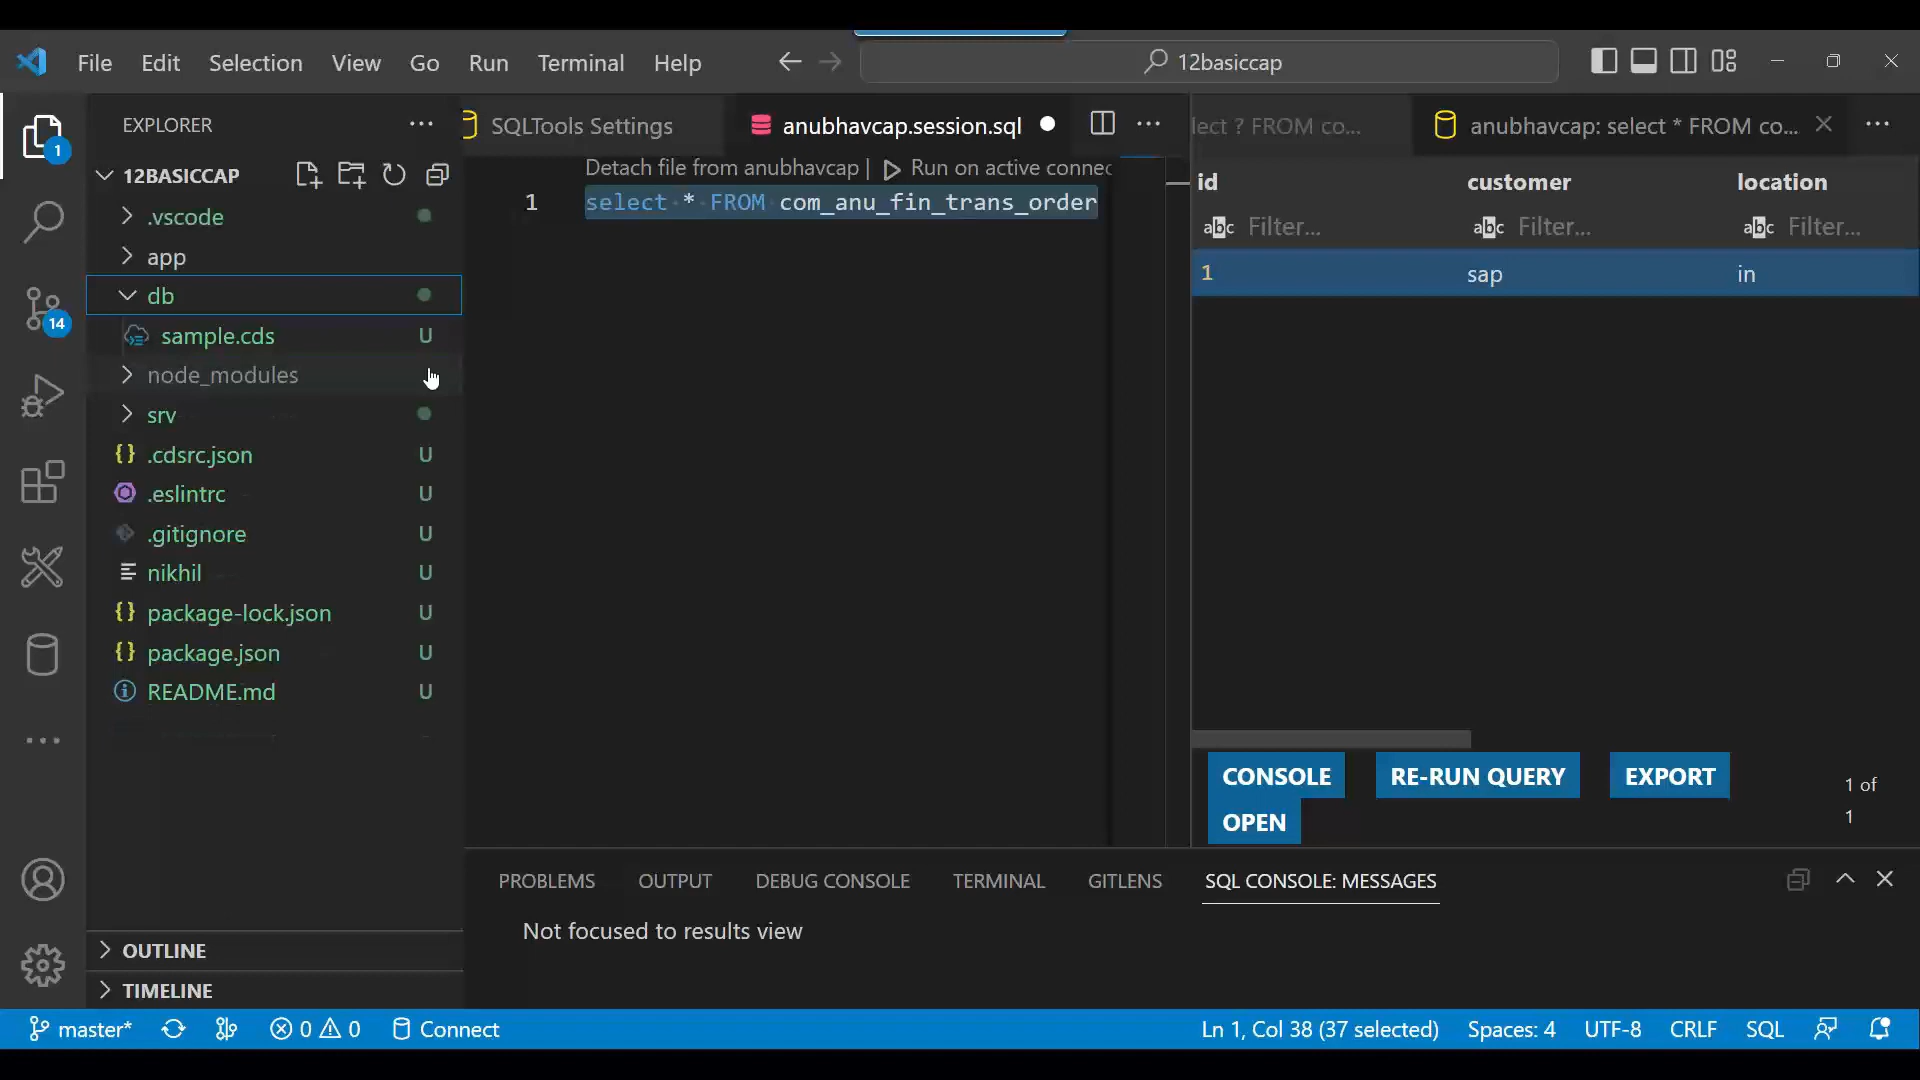 File Edit Selection View Go Run Terminal Help
12basiccap
EXPLORER
12BASICCAP
.vscode
app
db
sample.cds U
node_modules
srv
.cdsrc.json U
.eslintrc U
.gitignore U
nikhil U
package-lock.json U
package.json U
README.md U
OUTLINE
TIMELINE
1
14
SQLTools Settings
anubhavcap.session.sql
Detach file from anubhavcap | Run on active connec
1 select * FROM com_anu_fin_trans_order
lect ? FROM co...
anubhavcap: select * FROM co...
id customer location
abc Filter... abc Filter... abc Filter...
1 sap in
CONSOLE RE-RUN QUERY EXPORT
OPEN
1 of
1
PROBLEMS OUTPUT DEBUG CONSOLE TERMINAL GITLENS SQL CONSOLE: MESSAGES
Not focused to results view
master* 0 0 Connect
Ln 1, Col 38 (37 selected) Spaces: 4 UTF-8 CRLF SQL